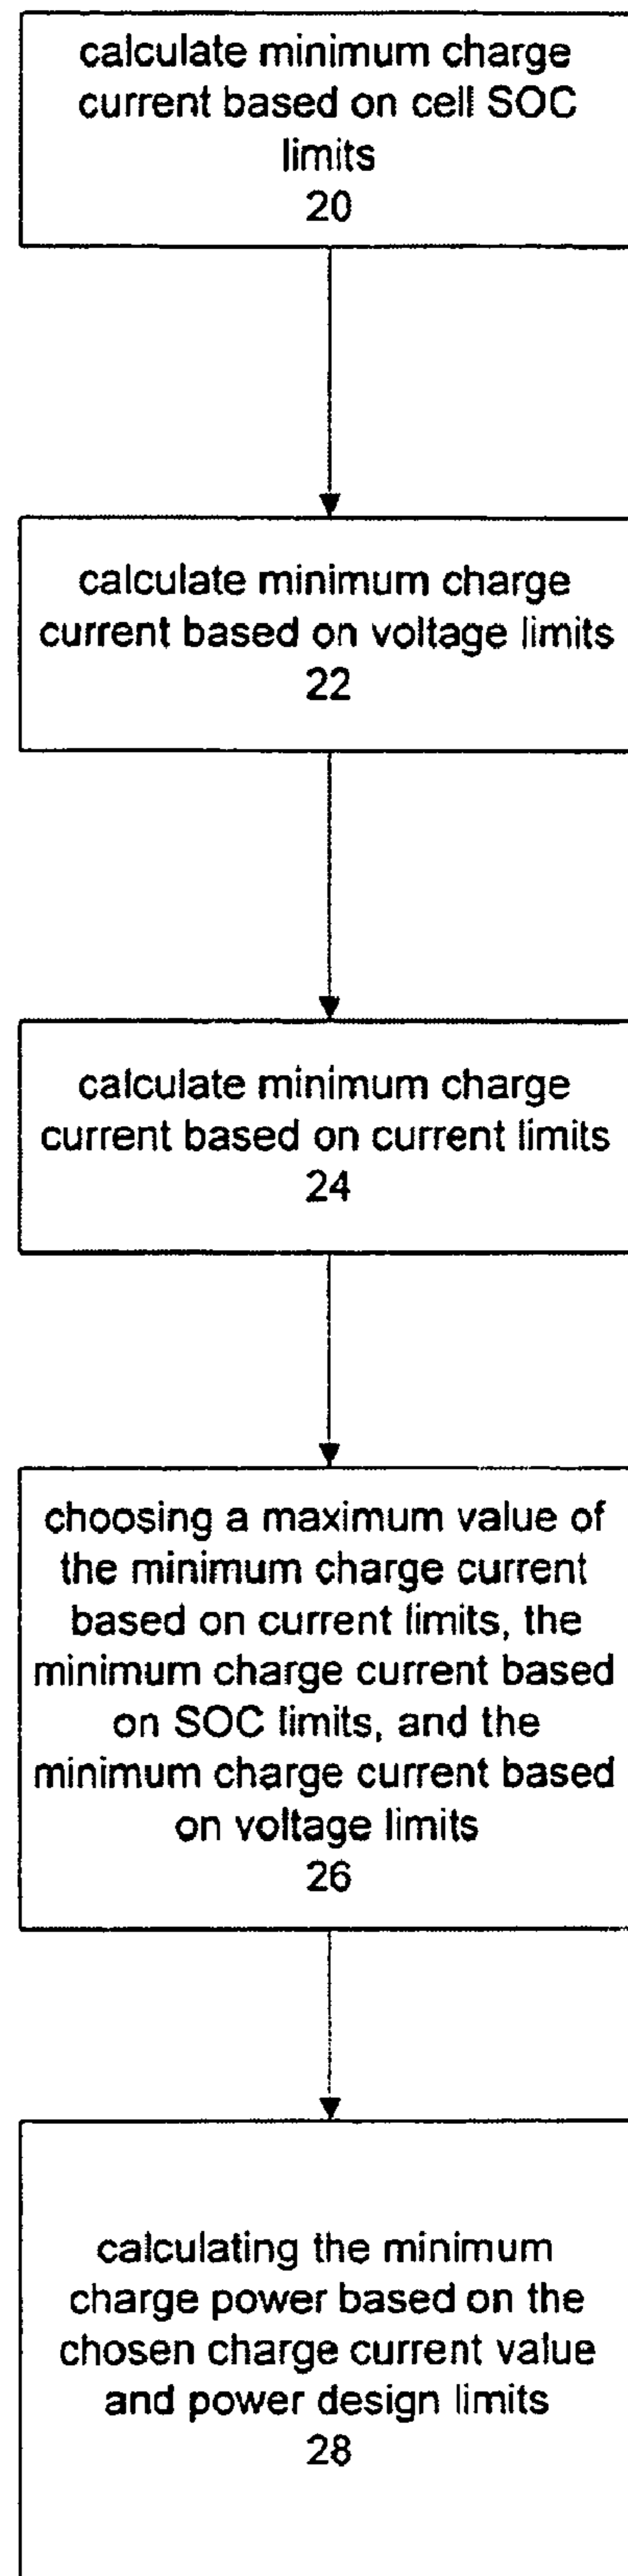 calculate minimum charge
current based on cell SOC
limits
20
calculate minimum charge
current based on voltage limits
22
calculate minimum charge
current based on current limits
24
choosing a maximum value of
the minimum charge current
based on current limits, the
minimum charge current based
on SOC limits, and the
minimum charge current based
on voltage limits
26
calculating the minimum
charge power based on the
chosen charge current value
and power design limits
28